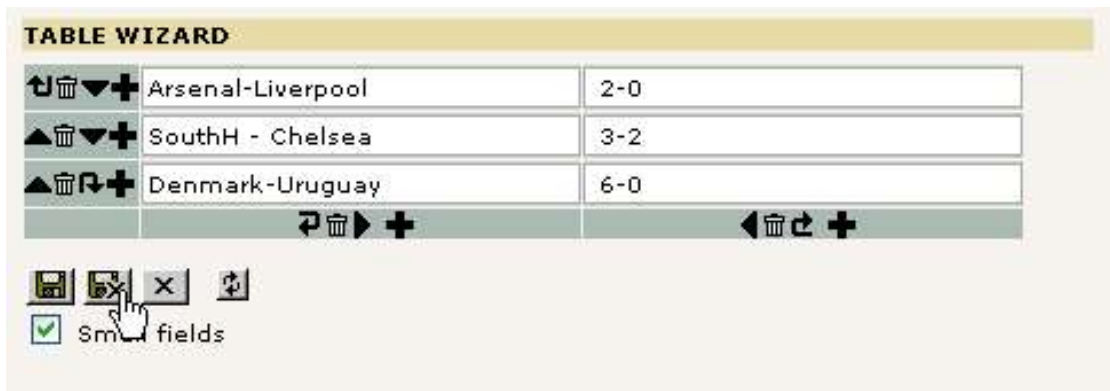 TABLE WIZARD
Arsenal-Liverpool 2-0
SouthH - Chelsea 3-2
Denmark-Uruguay 6-0
fields